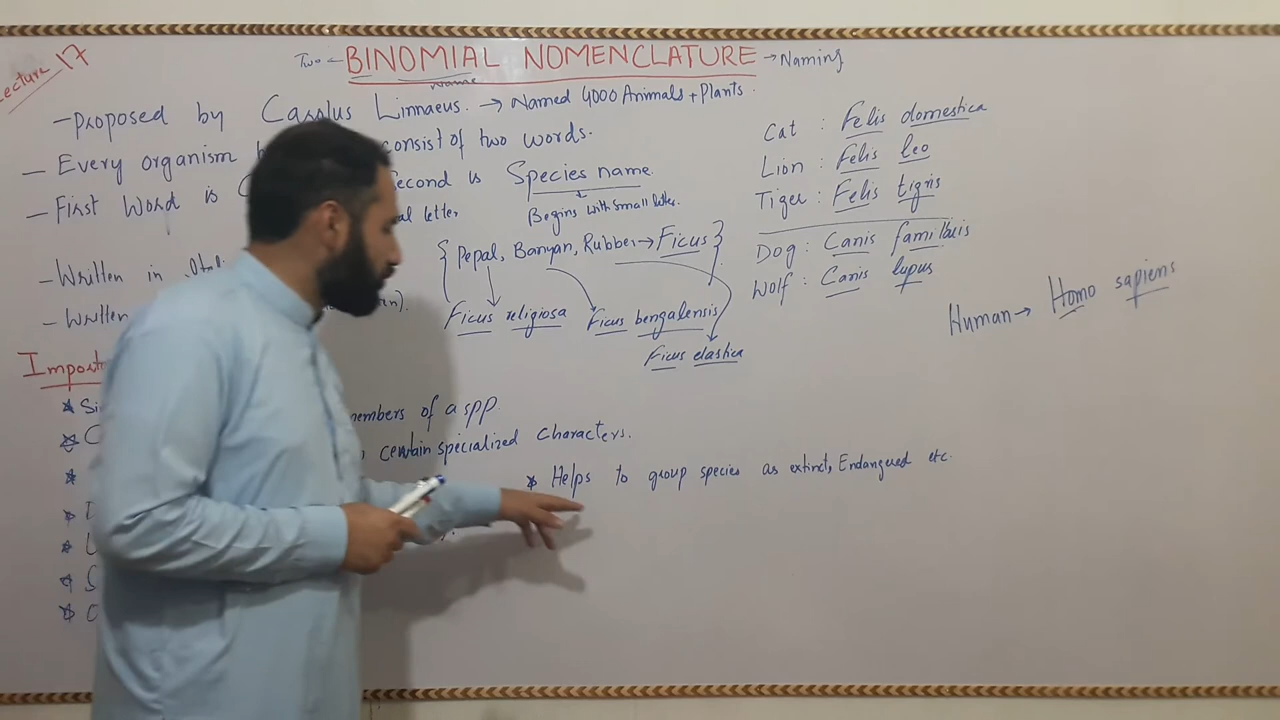 Lecture 17
Two ← BINOMIAL NOMENCLATURE → Naming
Name
- Proposed by Carolus Linnaeus. → Named 4000 Animals + Plants.
- Every organism consist of two words.
- First Word is Second is Species name.
letter
Begins with small letter.
{Pepal, Banyan, Rubber → Ficus}
- Written in
- Written
Ficus religiosa Ficus bengalensis
Ficus elastica
Cat : Felis domestica
Lion : Felis leo
Tiger : Felis tigris
Dog : Canis familiaris
Wolf : Canis lupus
Human → Homo sapiens
members of a spp.
certain specialized characters.
* Helps to group species as extinct, Endangered etc.